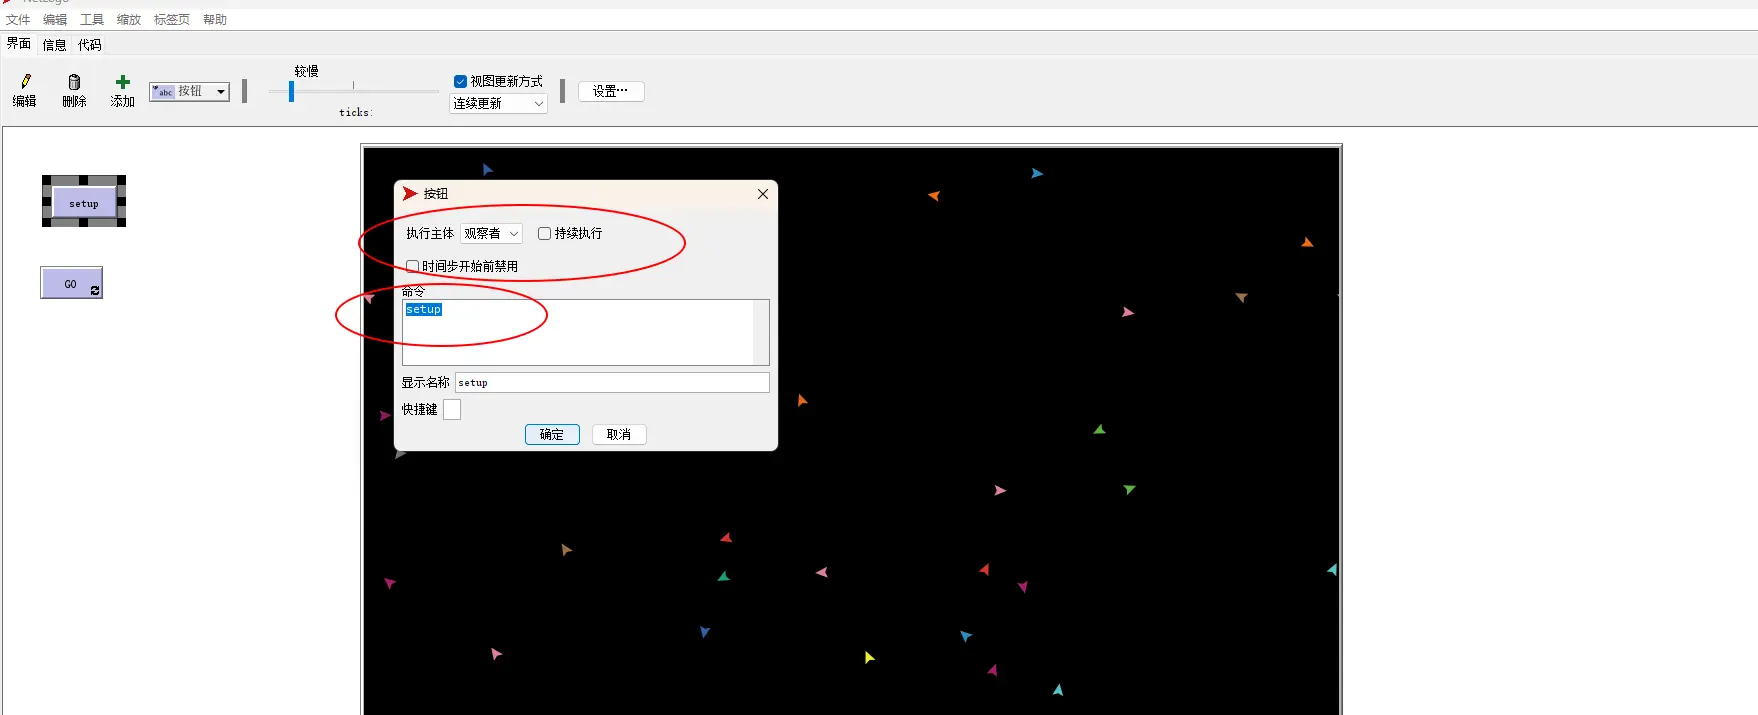 NetLogo
文件 编辑 工具 缩放 标签页 帮助
界面 信息 代码
编辑 删除 添加 abc 按钮 较慢 ticks: 视图更新方式 连续更新 设置…
setup
GO
按钮
执行主体 观察者 持续执行
时间步开始前禁用
命令
setup
显示名称 setup
快捷键
确定 取消